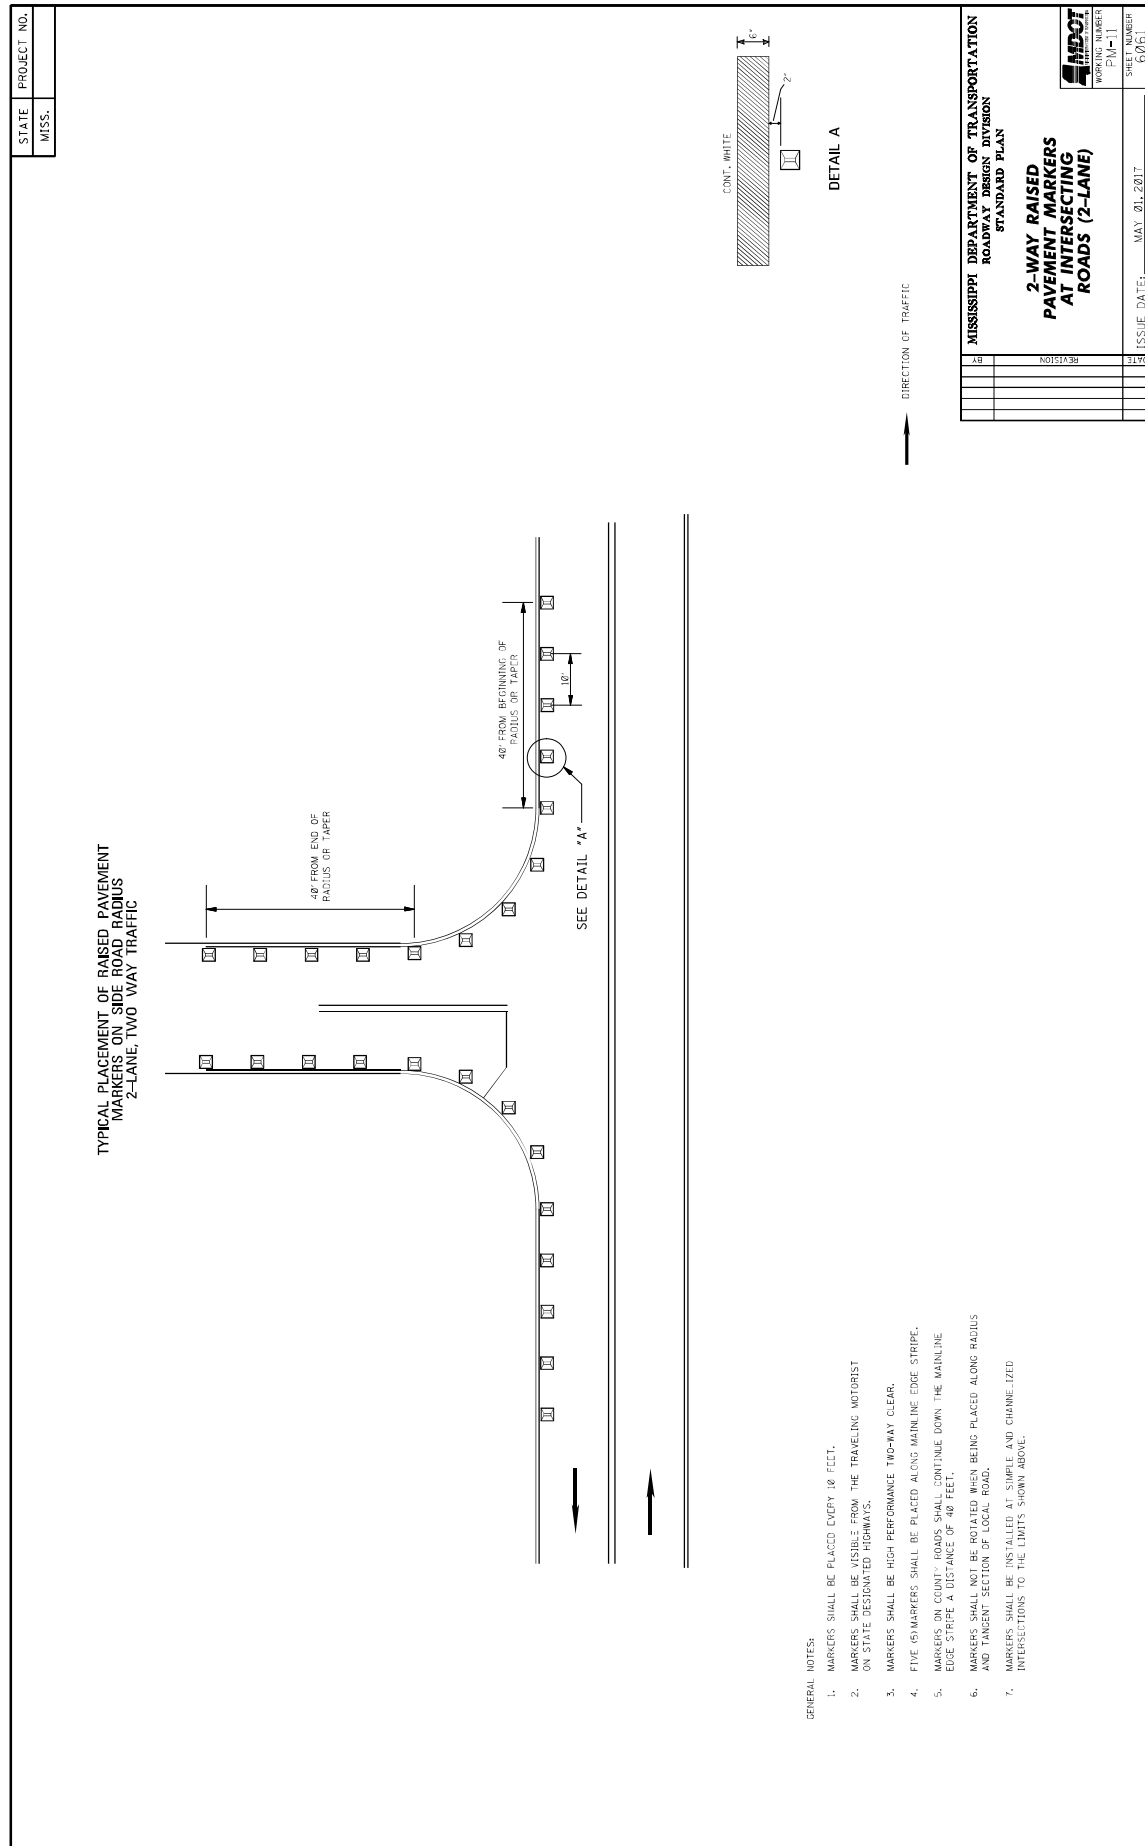 STATE PROJECT NO.
MISS.
TYPICAL PLACEMENT OF RAISED PAVEMENT
MARKERS ON SIDE ROAD RADIUS
2-LANE, TWO WAY TRAFFIC
40' FROM END OF
RADIUS OR TAPER
40' FROM BEGINNING OF
RADIUS OR TAPER
10'
SEE DETAIL "A"
CONT. WHITE
6"
2"
DETAIL A
DIRECTION OF TRAFFIC
GENERAL NOTES:
1. MARKERS SHALL BE PLACED EVERY 10 FEET.
2. MARKERS SHALL BE VISIBLE FROM THE TRAVELING MOTORIST
ON STATE DESIGNATED HIGHWAYS.
3. MARKERS SHALL BE HIGH PERFORMANCE TWO-WAY CLEAR.
4. FIVE (5) MARKERS SHALL BE PLACED ALONG MAINLINE EDGE STRIPE.
5. MARKERS ON COUNTY ROADS SHALL CONTINUE DOWN THE MAINLINE
EDGE STRIPE A DISTANCE OF 40 FEET.
6. MARKERS SHALL NOT BE ROTATED WHEN BEING PLACED ALONG RADIUS
AND TANGENT SECTION OF LOCAL ROAD.
7. MARKERS SHALL BE INSTALLED AT SIMPLE AND CHANNELIZED
INTERSECTIONS TO THE LIMITS SHOWN ABOVE.
BY
REVISION
DATE
MISSISSIPPI DEPARTMENT OF TRANSPORTATION
ROADWAY DESIGN DIVISION
STANDARD PLAN
2-WAY RAISED
PAVEMENT MARKERS
AT INTERSECTING
ROADS (2-LANE)
ISSUE DATE: MAY 01, 2017
MDOT
WORKING NUMBER
PM-11
SHEET NUMBER
6061